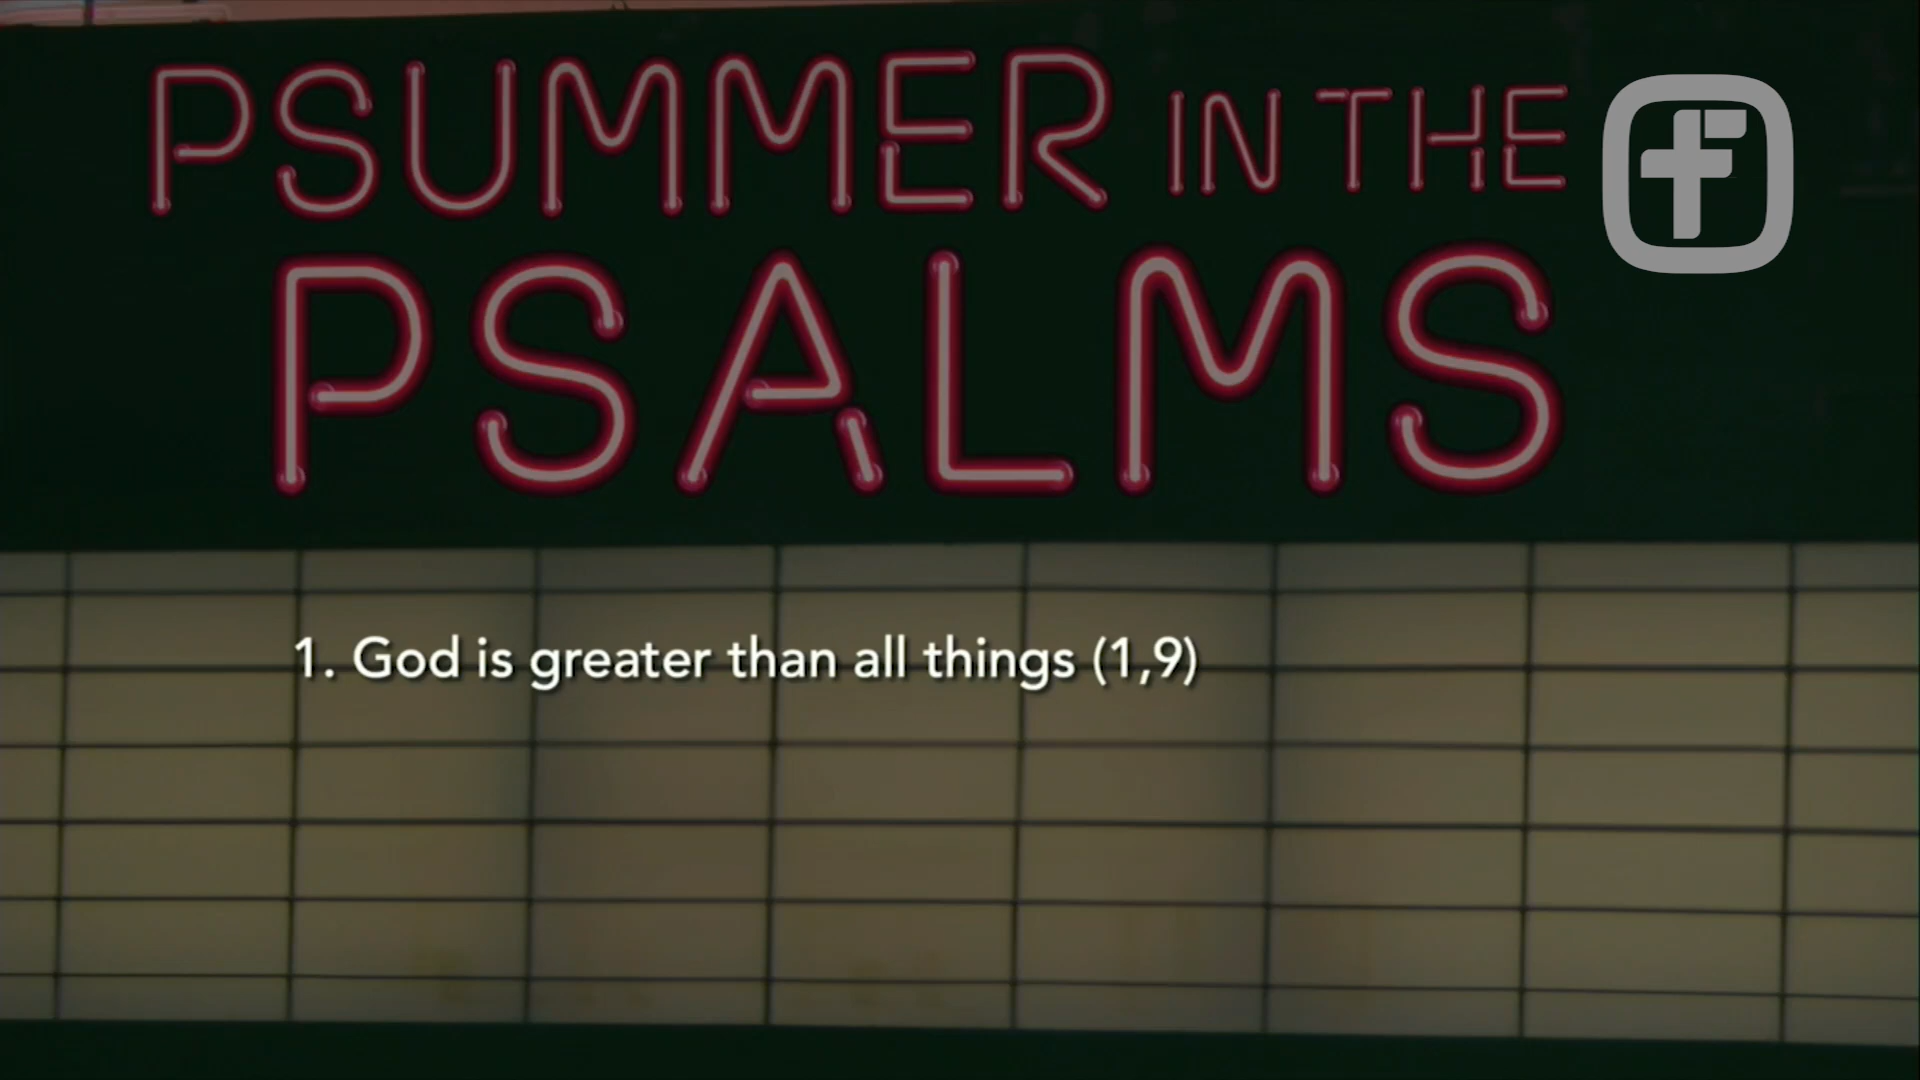 PSUMMER IN THE
PSALMS
1. God is greater than all things (1,9)